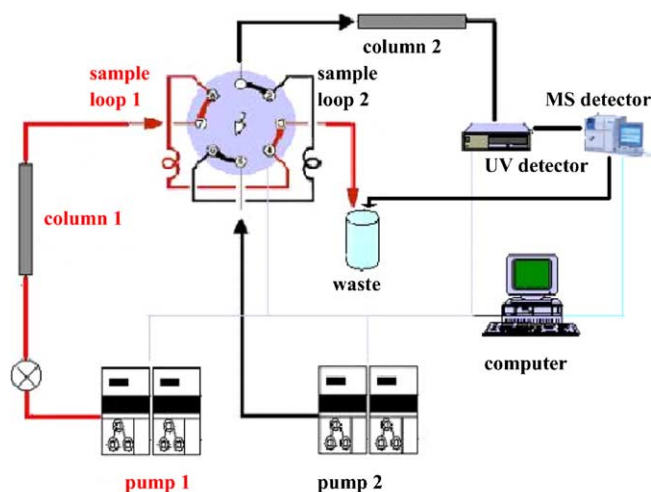 column 2
sample
loop 1
sample
loop 2
MS detector
UV detector
column 1
waste
computer
pump 1
pump 2